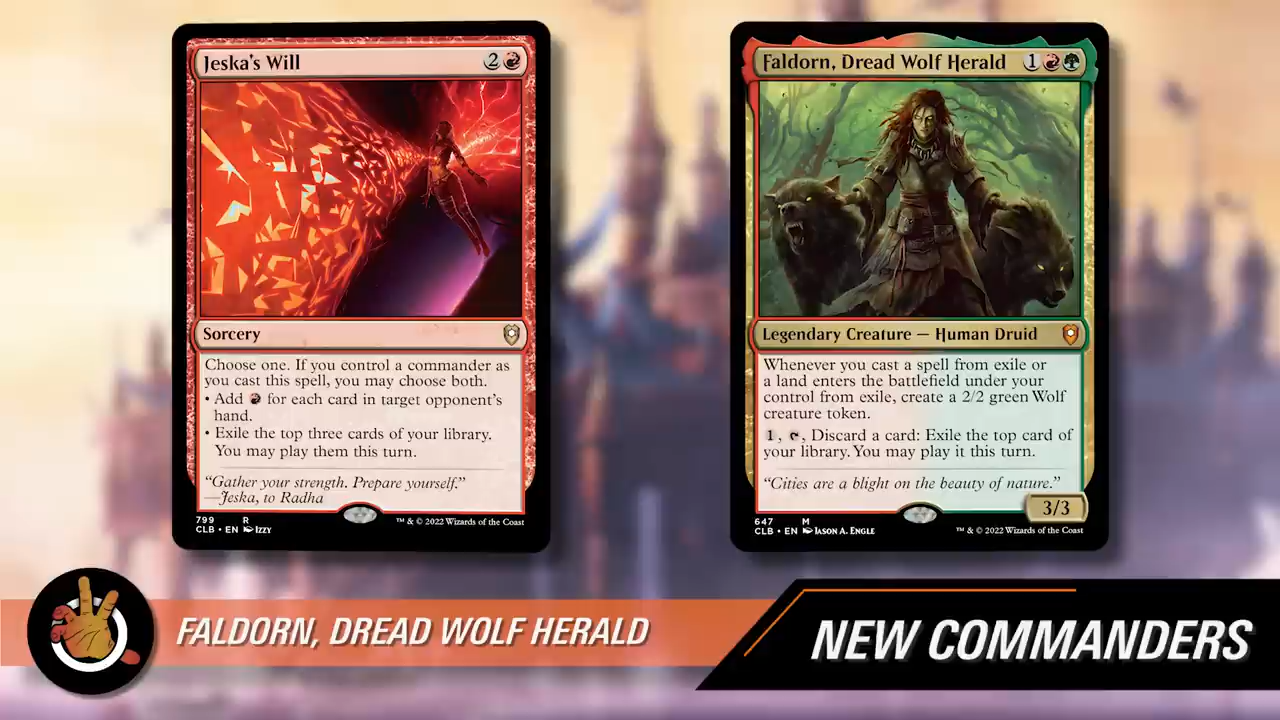 Jeska's Will 2
Sorcery
Choose one. If you control a commander as
you cast this spell, you may choose both.
• Add for each card in target opponent's
hand.
• Exile the top three cards of your library.
You may play them this turn.
“Gather your strength. Prepare yourself.”
—Jeska, to Radha
799 R
CLB • EN IZZY
™ & © 2022 Wizards of the Coast
Faldorn, Dread Wolf Herald 1
Legendary Creature — Human Druid
Whenever you cast a spell from exile or
a land enters the battlefield under your
control from exile, create a 2/2 green Wolf
creature token.
1, , Discard a card: Exile the top card of
your library. You may play it this turn.
“Cities are a blight on the beauty of nature.”
3/3
647 M
CLB • EN JASON A. ENGLE
™ & © 2022 Wizards of the Coast
FALDORN, DREAD WOLF HERALD
NEW COMMANDERS